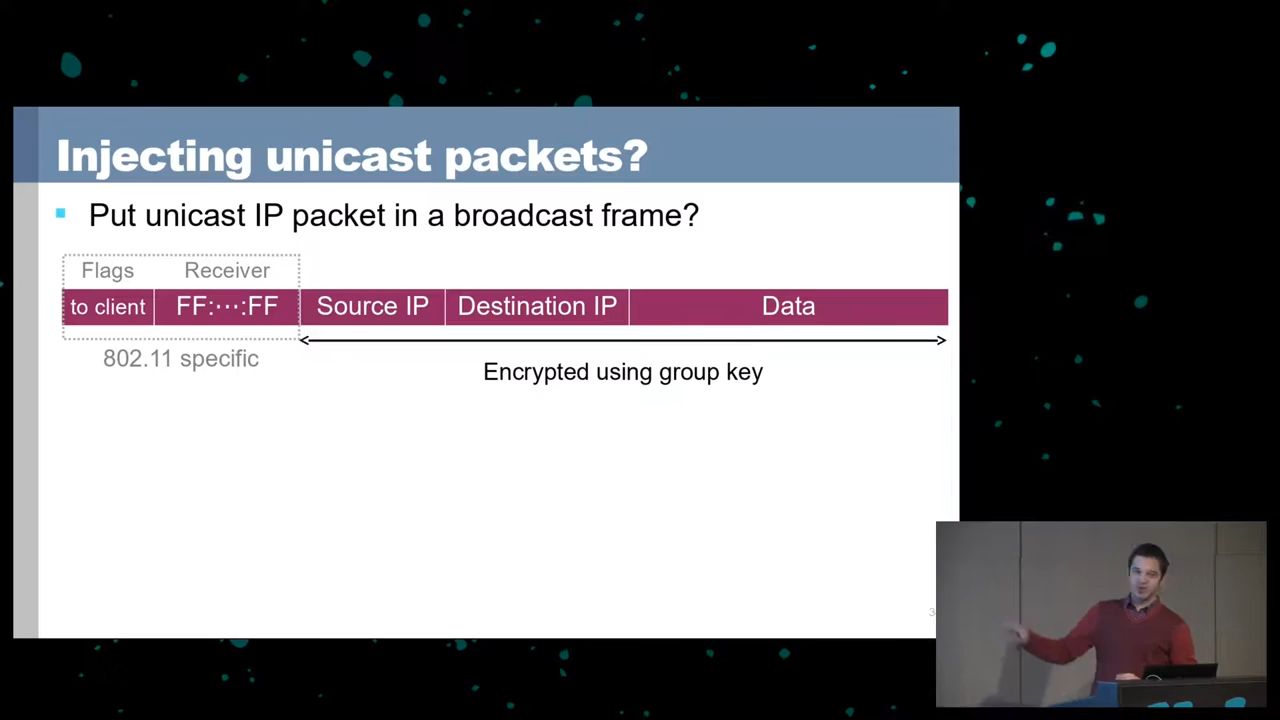 Injecting unicast packets?
Put unicast IP packet in a broadcast frame?
Flags Receiver
to client FF:⋯:FF Source IP Destination IP Data
802.11 specific
Encrypted using group key
3